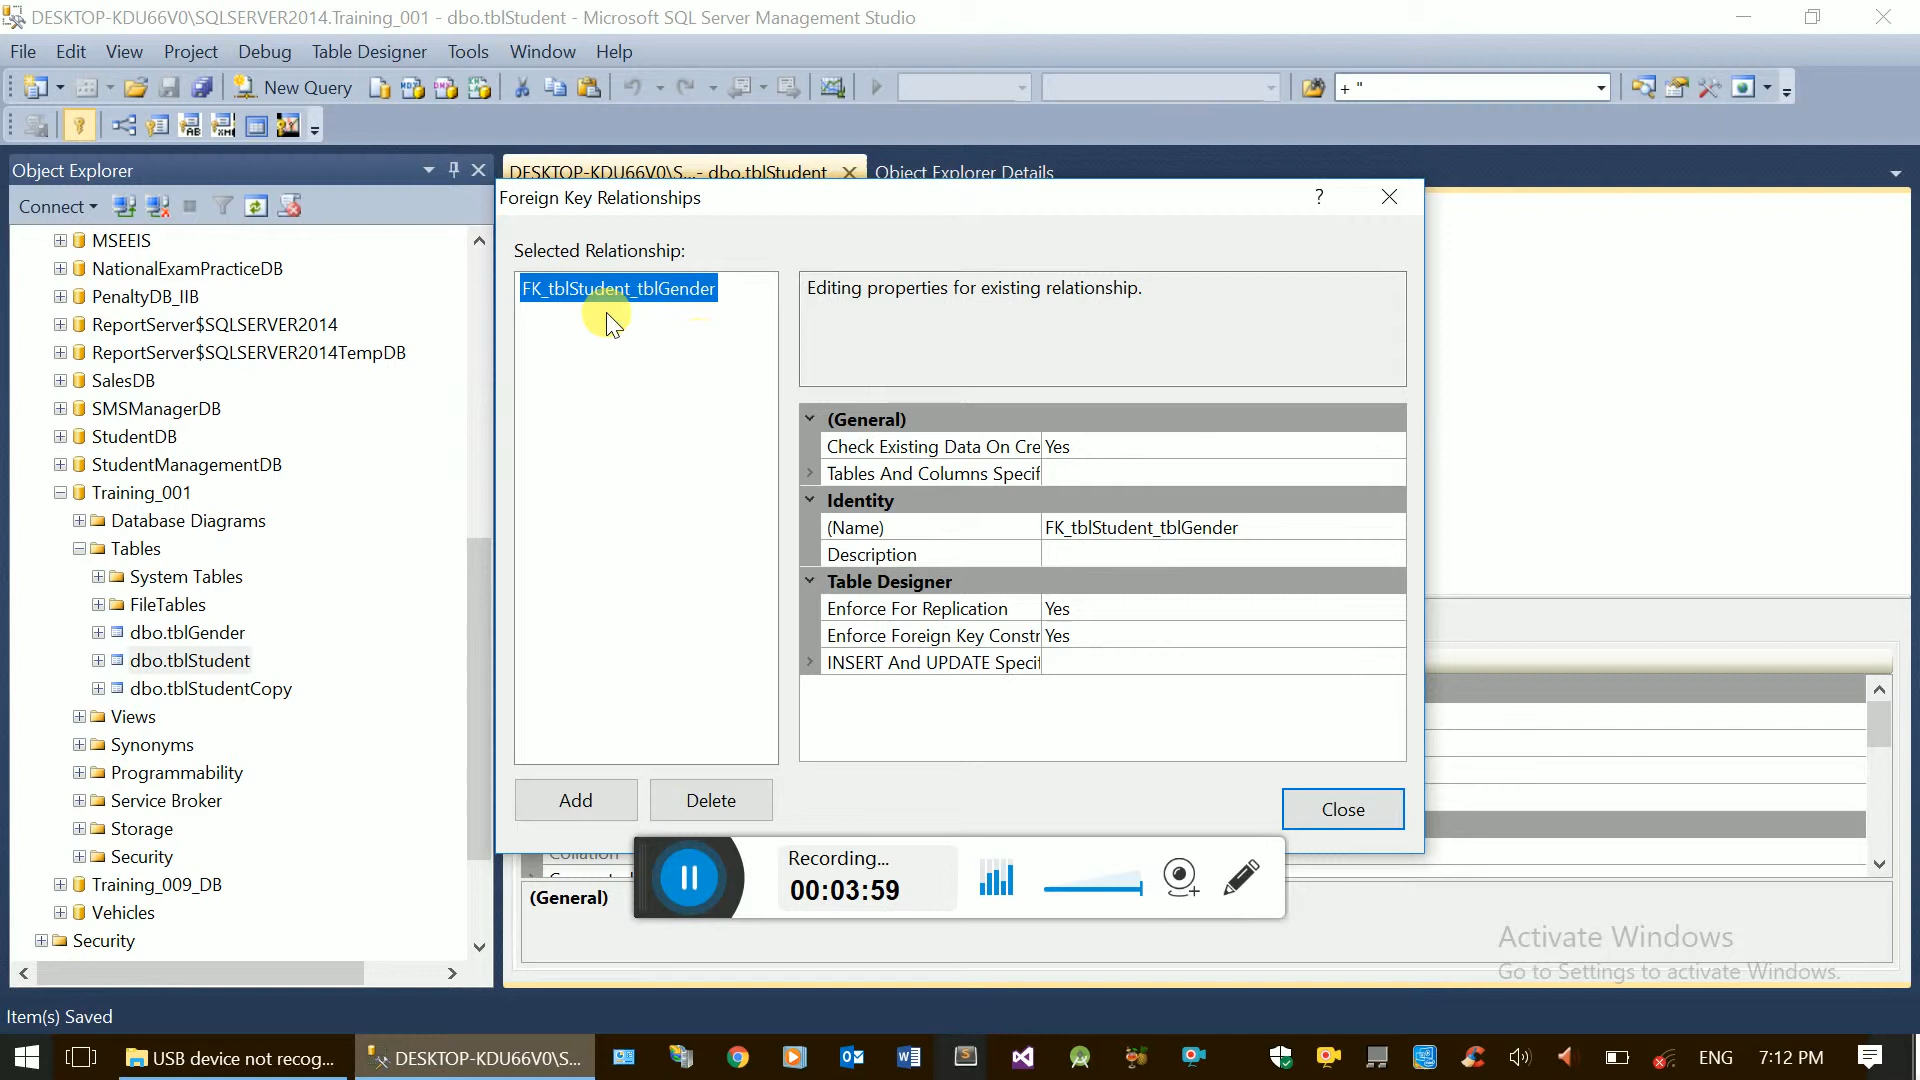 DESKTOP-KDU66V0\SQLSERVER2014.Training_001 - dbo.tblStudent - Microsoft SQL Server Management Studio
File Edit View Project Debug Table Designer Tools Window Help
New Query
+ "
Object Explorer
DESKTOP-KDU66V0\S...- dbo.tblStudent
Object Explorer Details
Connect
MSEEIS
NationalExamPracticeDB
PenaltyDB_IIB
ReportServer$SQLSERVER2014
ReportServer$SQLSERVER2014TempDB
SalesDB
SMSManagerDB
StudentDB
StudentManagementDB
Training_001
Database Diagrams
Tables
System Tables
FileTables
dbo.tblGender
dbo.tblStudent
dbo.tblStudentCopy
Views
Synonyms
Programmability
Service Broker
Storage
Security
Training_009_DB
Vehicles
Security
Foreign Key Relationships
?
Selected Relationship:
FK_tblStudent_tblGender
Editing properties for existing relationship.
(General)
Check Existing Data On Cre Yes
Tables And Columns Specif
Identity
(Name) FK_tblStudent_tblGender
Description
Table Designer
Enforce For Replication Yes
Enforce Foreign Key Constr Yes
INSERT And UPDATE Specif
Add
Delete
Close
Collation
(General)
Recording...
00:03:59
Activate Windows
Go to Settings to activate Windows.
Item(s) Saved
USB device not recog...
DESKTOP-KDU66V0\S...
ENG
7:12 PM